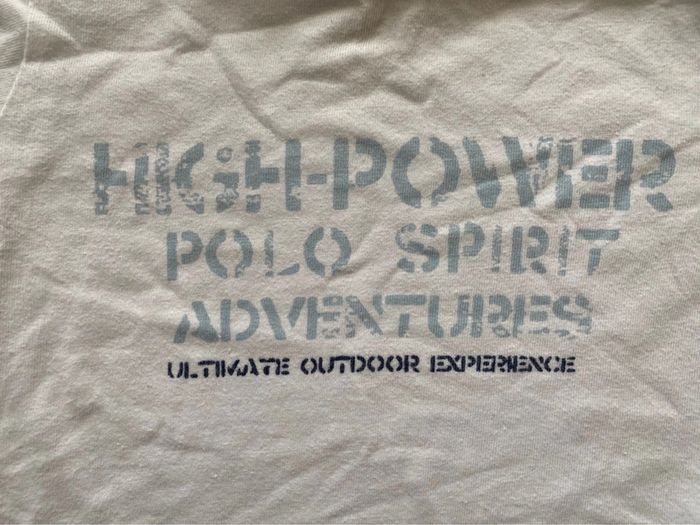 HIGH-POWER
POLO SPIRIT
ADVENTURES
ULTIMATE OUTDOOR EXPERIENCE